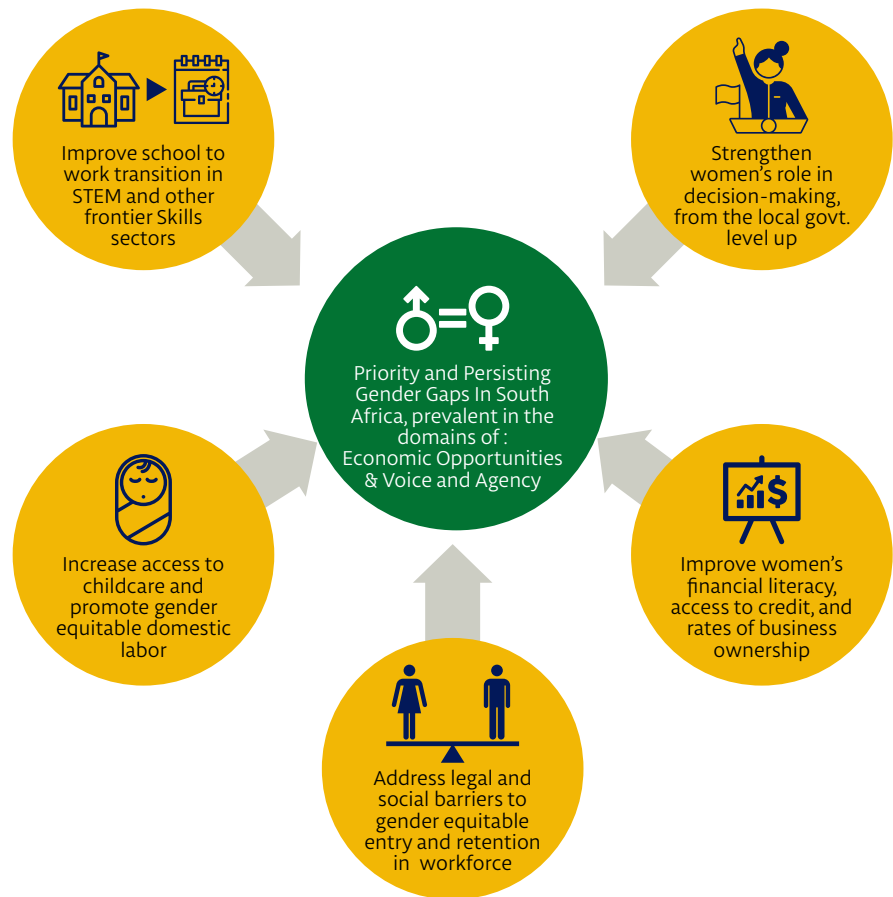 Improve school to
work transition in
STEM and other
frontier Skills
sectors
Strengthen
women’s role in
decision-making,
from the local govt.
level up
Priority and Persisting
Gender Gaps In South
Africa, prevalent in the
domains of :
Economic Opportunities
& Voice and Agency
Increase access to
childcare and
promote gender
equitable domestic
labor
Improve women’s
financial literacy,
access to credit, and
rates of business
ownership
Address legal and
social barriers to
gender equitable
entry and retention
in workforce